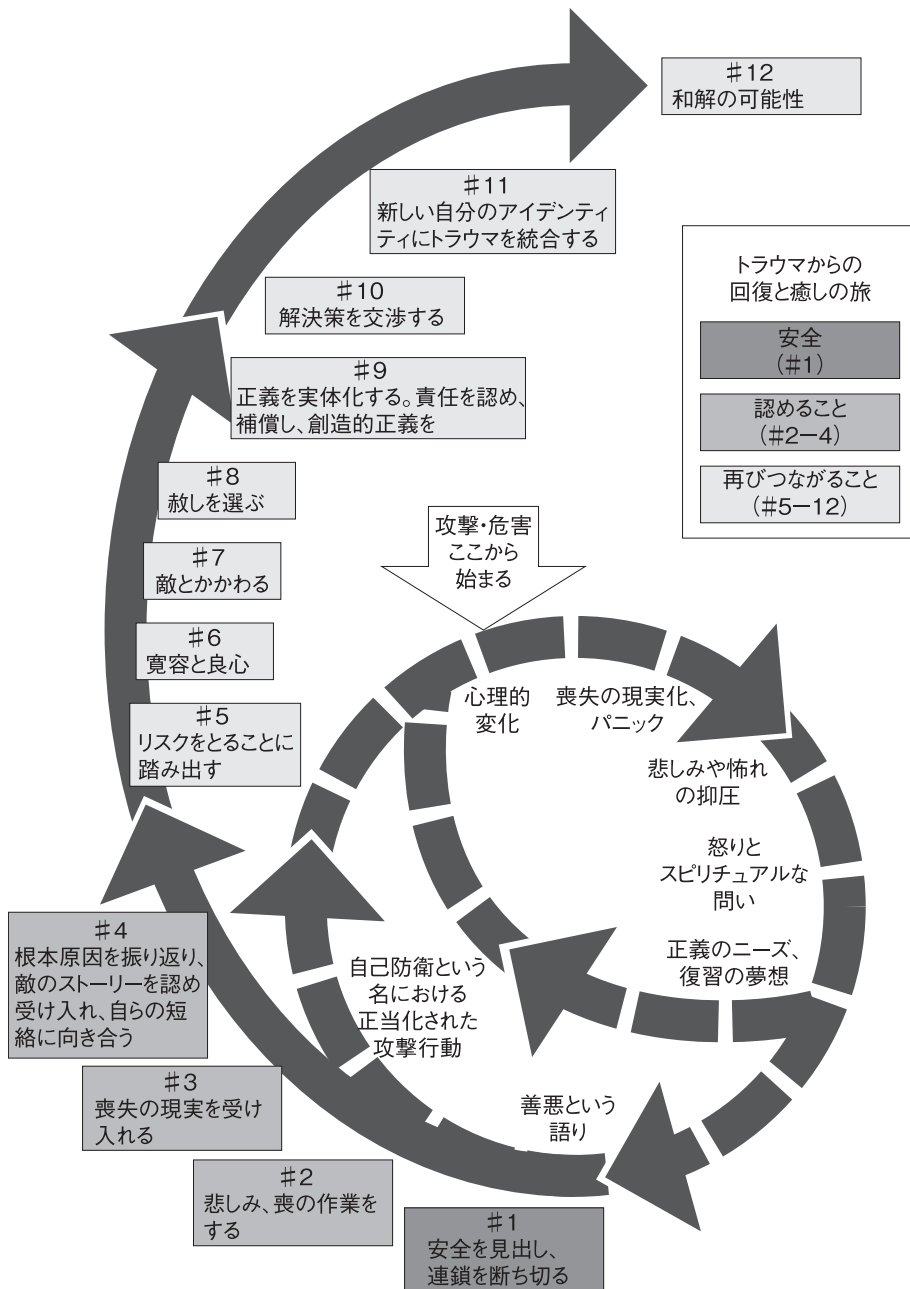 #12
和解の可能性
#11
新しい自分のアイデンティ
ティにトラウマを統合する
#10
解決策を交渉する
#9
正義を実体化する。責任を認め、
補償し、創造的正義を
#8
赦しを選ぶ
#7
敵とかかわる
#6
寛容と良心
#5
リスクをとることに
踏み出す
#4
根本原因を振り返り、
敵のストーリーを認め
受け入れ、自らの短
絡に向き合う
#3
喪失の現実を受け
入れる
#2
悲しみ、喪の作業を
する
#1
安全を見出し、
連鎖を断ち切る
トラウマからの
回復と癒しの旅
安全
(#1)
認めること
(#2−4)
再びつながること
(#5−12)
攻撃・危害
ここから
始まる
心理的
変化
喪失の現実化、
パニック
悲しみや怖れ
の抑圧
怒りと
スピリチュアルな
問い
正義のニーズ、
復習の夢想
自己防衛という
名における
正当化された
攻撃行動
善悪という
語り